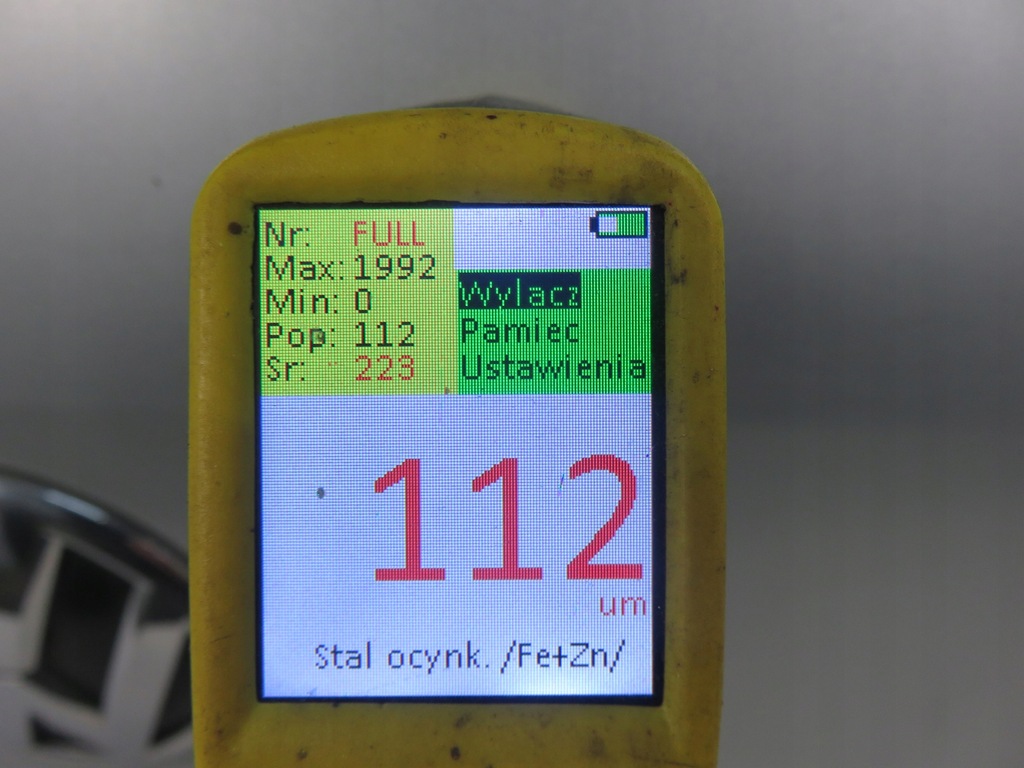 Nr: FULL
Max: 1992
Min: 0
Pop: 112
Sr: 223
Wylacz
Pamiec
Ustawienia
112
um
Stal ocynk. /Fe+Zn/